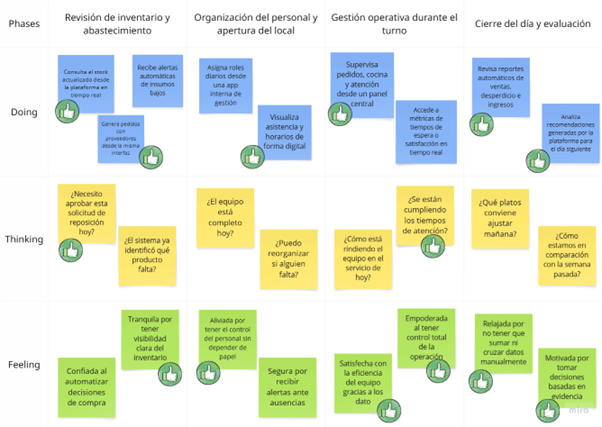 Phases
Revisión de inventario y
abastecimiento
Organización del personal y
apertura del local
Gestión operativa durante el
turno
Cierre del día y evaluación
Doing
Consulta el stock
actualizado desde
la plataforma en
tiempo real
Recibe alertas
automáticas
de insumos
bajos
Genera pedidos
con
proveedores
desde la misma
interfaz
Asigna roles
diarios desde
una app
interna de
gestión
Visualiza
asistencia y
horarios de
forma digital
Supervisa
pedidos, cocina
y atención
desde un panel
central
Accede a
métricas de
tiempos de
espera o
satisfacción en
tiempo real
Revisa reportes
automáticos de
ventas,
desperdicio e
ingresos
Analiza
recomendaciones
generadas por la
plataforma para
el día siguiente
Thinking
¿Necesito
aprobar esta
solicitud de
reposición
hoy?
¿El sistema ya
identificó qué
producto
falta?
¿El equipo
está
completo
hoy?
¿Puedo
reorganizar
si alguien
falta?
¿Cómo está
rindiendo el
equipo en el
servicio de
hoy?
¿Se están
cumpliendo
los tiempos
de atención?
¿Qué platos
conviene
ajustar
mañana?
¿Cómo
estamos en
comparación
con la semana
pasada?
Feeling
Confiada al
automatizar
decisiones
de compra
Tranquila por
tener
visibilidad
clara del
inventario
Aliviada por
tener el control
del personal sin
depender de
papel
Segura por
recibir
alertas ante
ausencias
Satisfecha con
la eficiencia
del equipo
gracias a los
dato
Empoderada
al tener
control total
de la
operación
Relajada por
no tener que
sumar ni
cruzar datos
manualmente
Motivada por
tomar
decisiones
basadas en
evidencia
miro